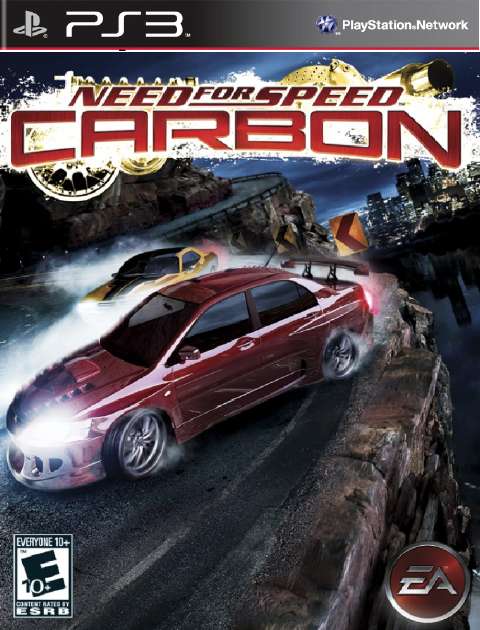 PS3
PlayStation Network
NEED FOR SPEED
CARBON
EVERYONE 10+
E
10+
CONTENT RATED BY
ESRB
EA